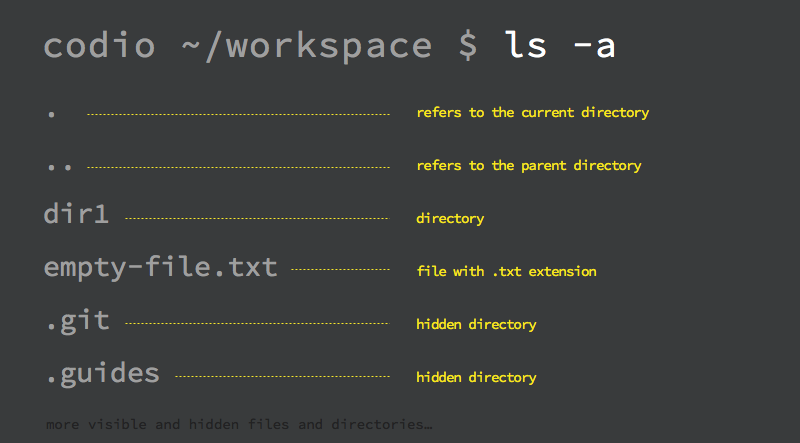 codio ~/workspace $ ls -a
. refers to the current directory
.. refers to the parent directory
dir1 directory
empty-file.txt file with .txt extension
.git hidden directory
.guides hidden directory
more visible and hidden files and directories…